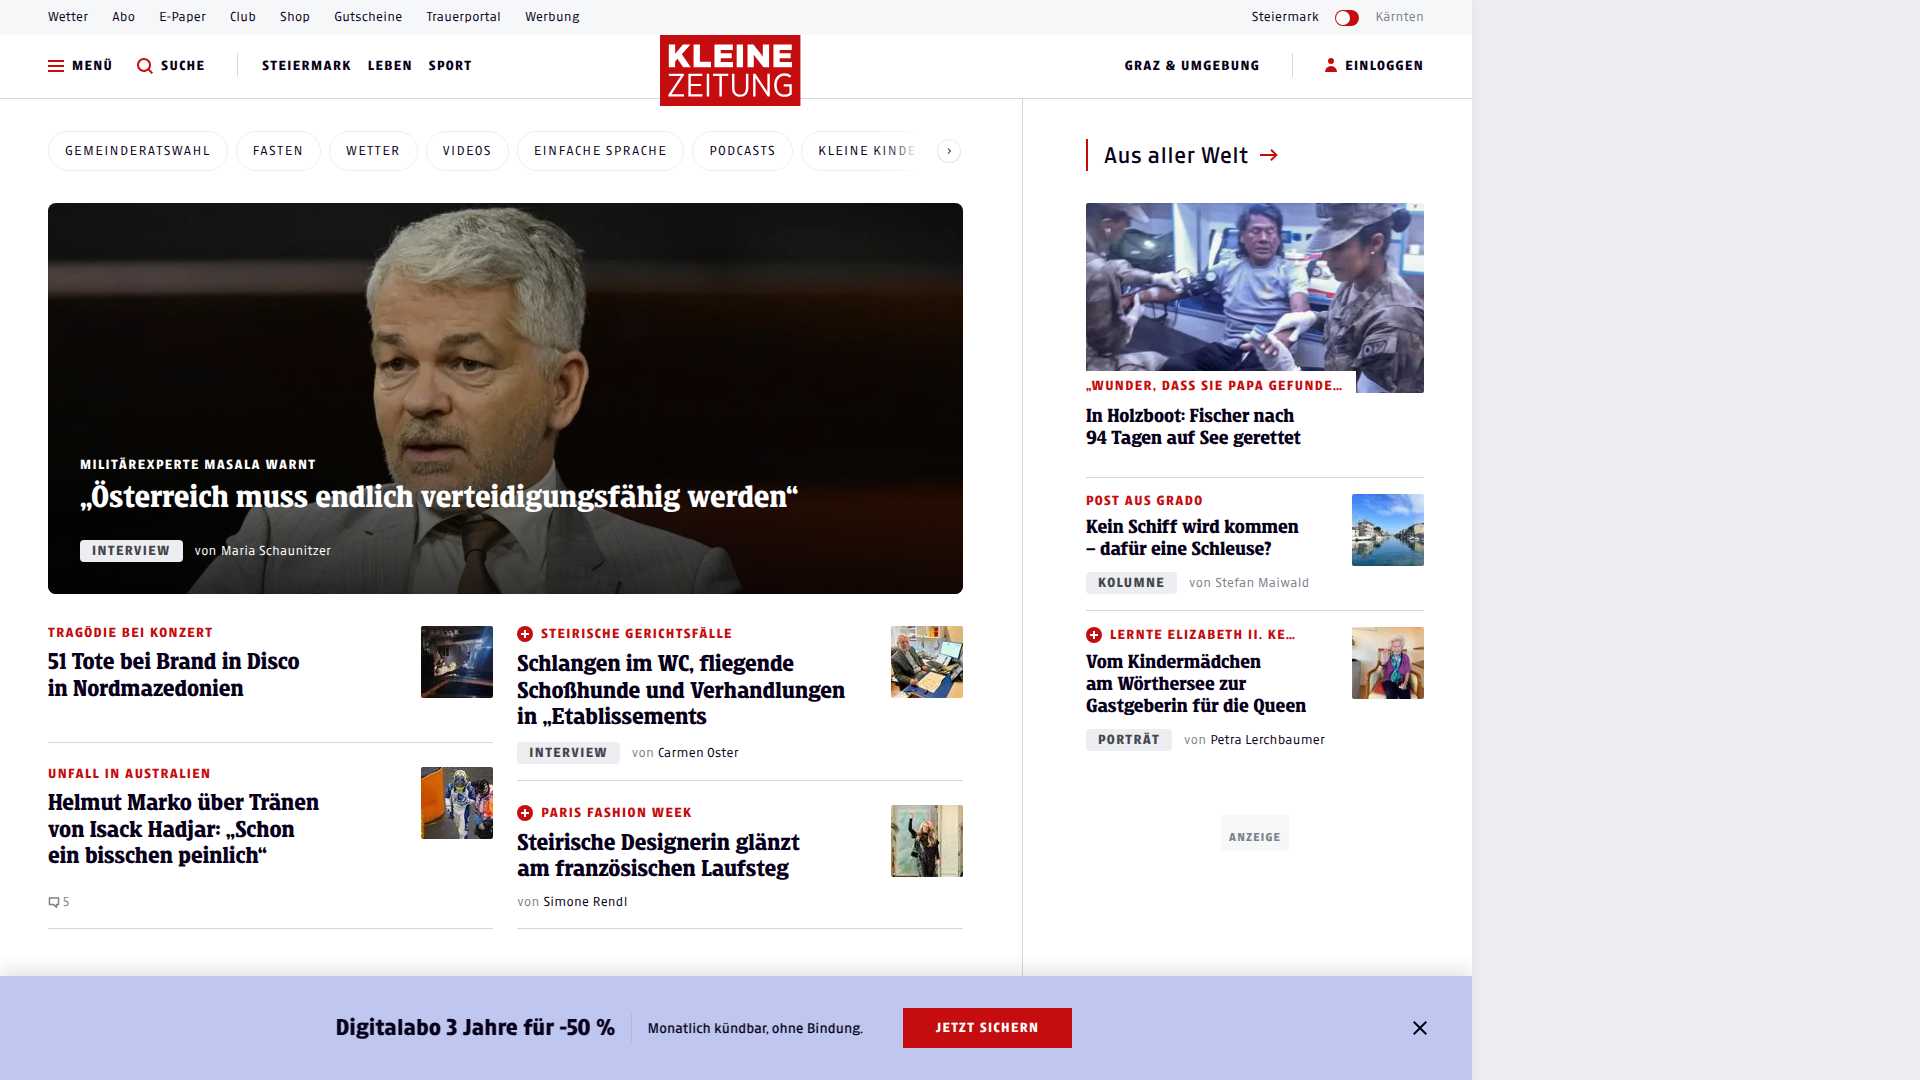 Wetter Abo E-Paper Club Shop Gutscheine Trauerportal Werbung Steiermark Kärnten
MENÜ SUCHE STEIERMARK LEBEN SPORT KLEINE ZEITUNG GRAZ & UMGEBUNG EINLOGGEN
GEMEINDERATSWAHL FASTEN WETTER VIDEOS EINFACHE SPRACHE PODCASTS KLEINE KINDE
MILITÄREXPERTE MASALA WARNT
„Österreich muss endlich verteidigungsfähig werden“
INTERVIEW von Maria Schaunitzer
TRAGÖDIE BEI KONZERT
51 Tote bei Brand in Disco
in Nordmazedonien
UNFALL IN AUSTRALIEN
Helmut Marko über Tränen
von Isack Hadjar: „Schon
ein bisschen peinlich“
5
STEIRISCHE GERICHTSFÄLLE
Schlangen im WC, fliegende
Schoßhunde und Verhandlungen
in „Etablissements
INTERVIEW von Carmen Oster
PARIS FASHION WEEK
Steirische Designerin glänzt
am französischen Laufsteg
von Simone Rendl
Aus aller Welt
„WUNDER, DASS SIE PAPA GEFUNDE...
In Holzboot: Fischer nach
94 Tagen auf See gerettet
POST AUS GRADO
Kein Schiff wird kommen
– dafür eine Schleuse?
KOLUMNE von Stefan Maiwald
LERNTE ELIZABETH II. KE...
Vom Kindermädchen
am Wörthersee zur
Gastgeberin für die Queen
PORTRÄT von Petra Lerchbaumer
ANZEIGE
Digitalabo 3 Jahre für -50 % Monatlich kündbar, ohne Bindung. JETZT SICHERN